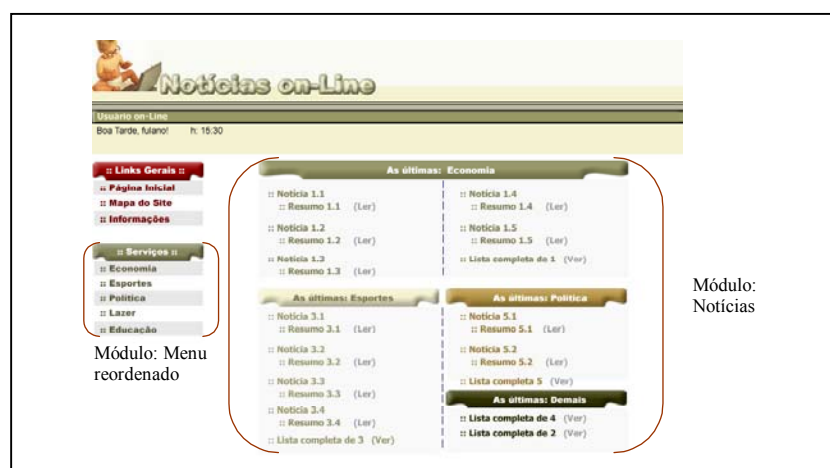 Notícias on-Line
Usuário on-Line
Boa Tarde, fulano! h: 15:30
:: Links Gerais ::
:: Página Inicial
:: Mapa do Site
:: Informações
:: Serviços ::
:: Economia
:: Esportes
:: Política
:: Lazer
:: Educação
Módulo: Menu
reordenado
As últimas: Economia
:: Notícia 1.1
:: Resumo 1.1 (Ler)
:: Notícia 1.2
:: Resumo 1.2 (Ler)
:: Notícia 1.3
:: Resumo 1.3 (Ler)
:: Notícia 1.4
:: Resumo 1.4 (Ler)
:: Notícia 1.5
:: Resumo 1.5 (Ler)
:: Lista completa de 1 (Ver)
As últimas: Esportes
:: Notícia 3.1
:: Resumo 3.1 (Ler)
:: Notícia 3.2
:: Resumo 3.2 (Ler)
:: Notícia 3.3
:: Resumo 3.3 (Ler)
:: Notícia 3.4
:: Resumo 3.4 (Ler)
:: Lista completa de 3 (Ver)
As últimas: Política
:: Notícia 5.1
:: Resumo 5.1 (Ler)
:: Notícia 5.2
:: Resumo 5.2 (Ler)
:: Lista completa 5 (Ver)
As últimas: Demais
:: Lista completa de 4 (Ver)
:: Lista completa de 2 (Ver)
Módulo:
Notícias